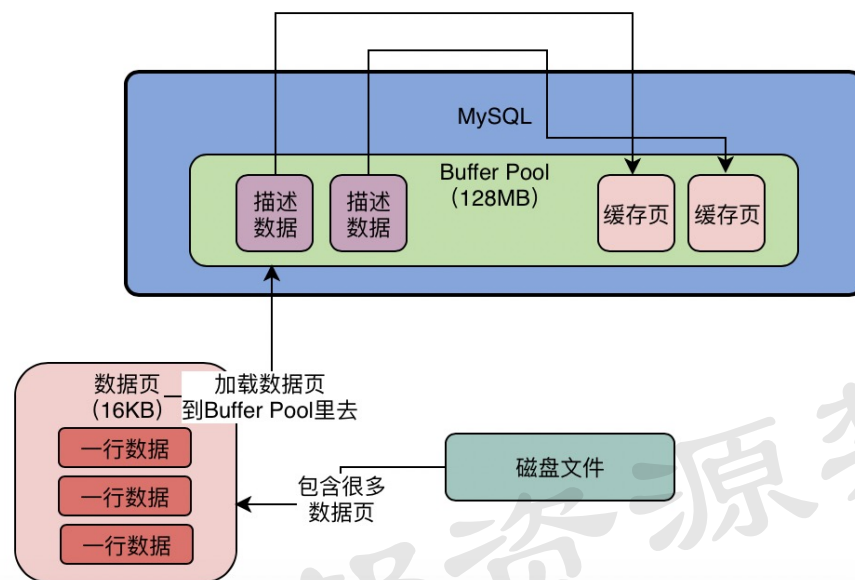 MySQL
Buffer Pool
（128MB）
描述
数据
描述
数据
缓存页
缓存页
数据页
（16KB）
加载数据页
到Buffer Pool里去
一行数据
一行数据
一行数据
包含很多
数据页
磁盘文件
资源